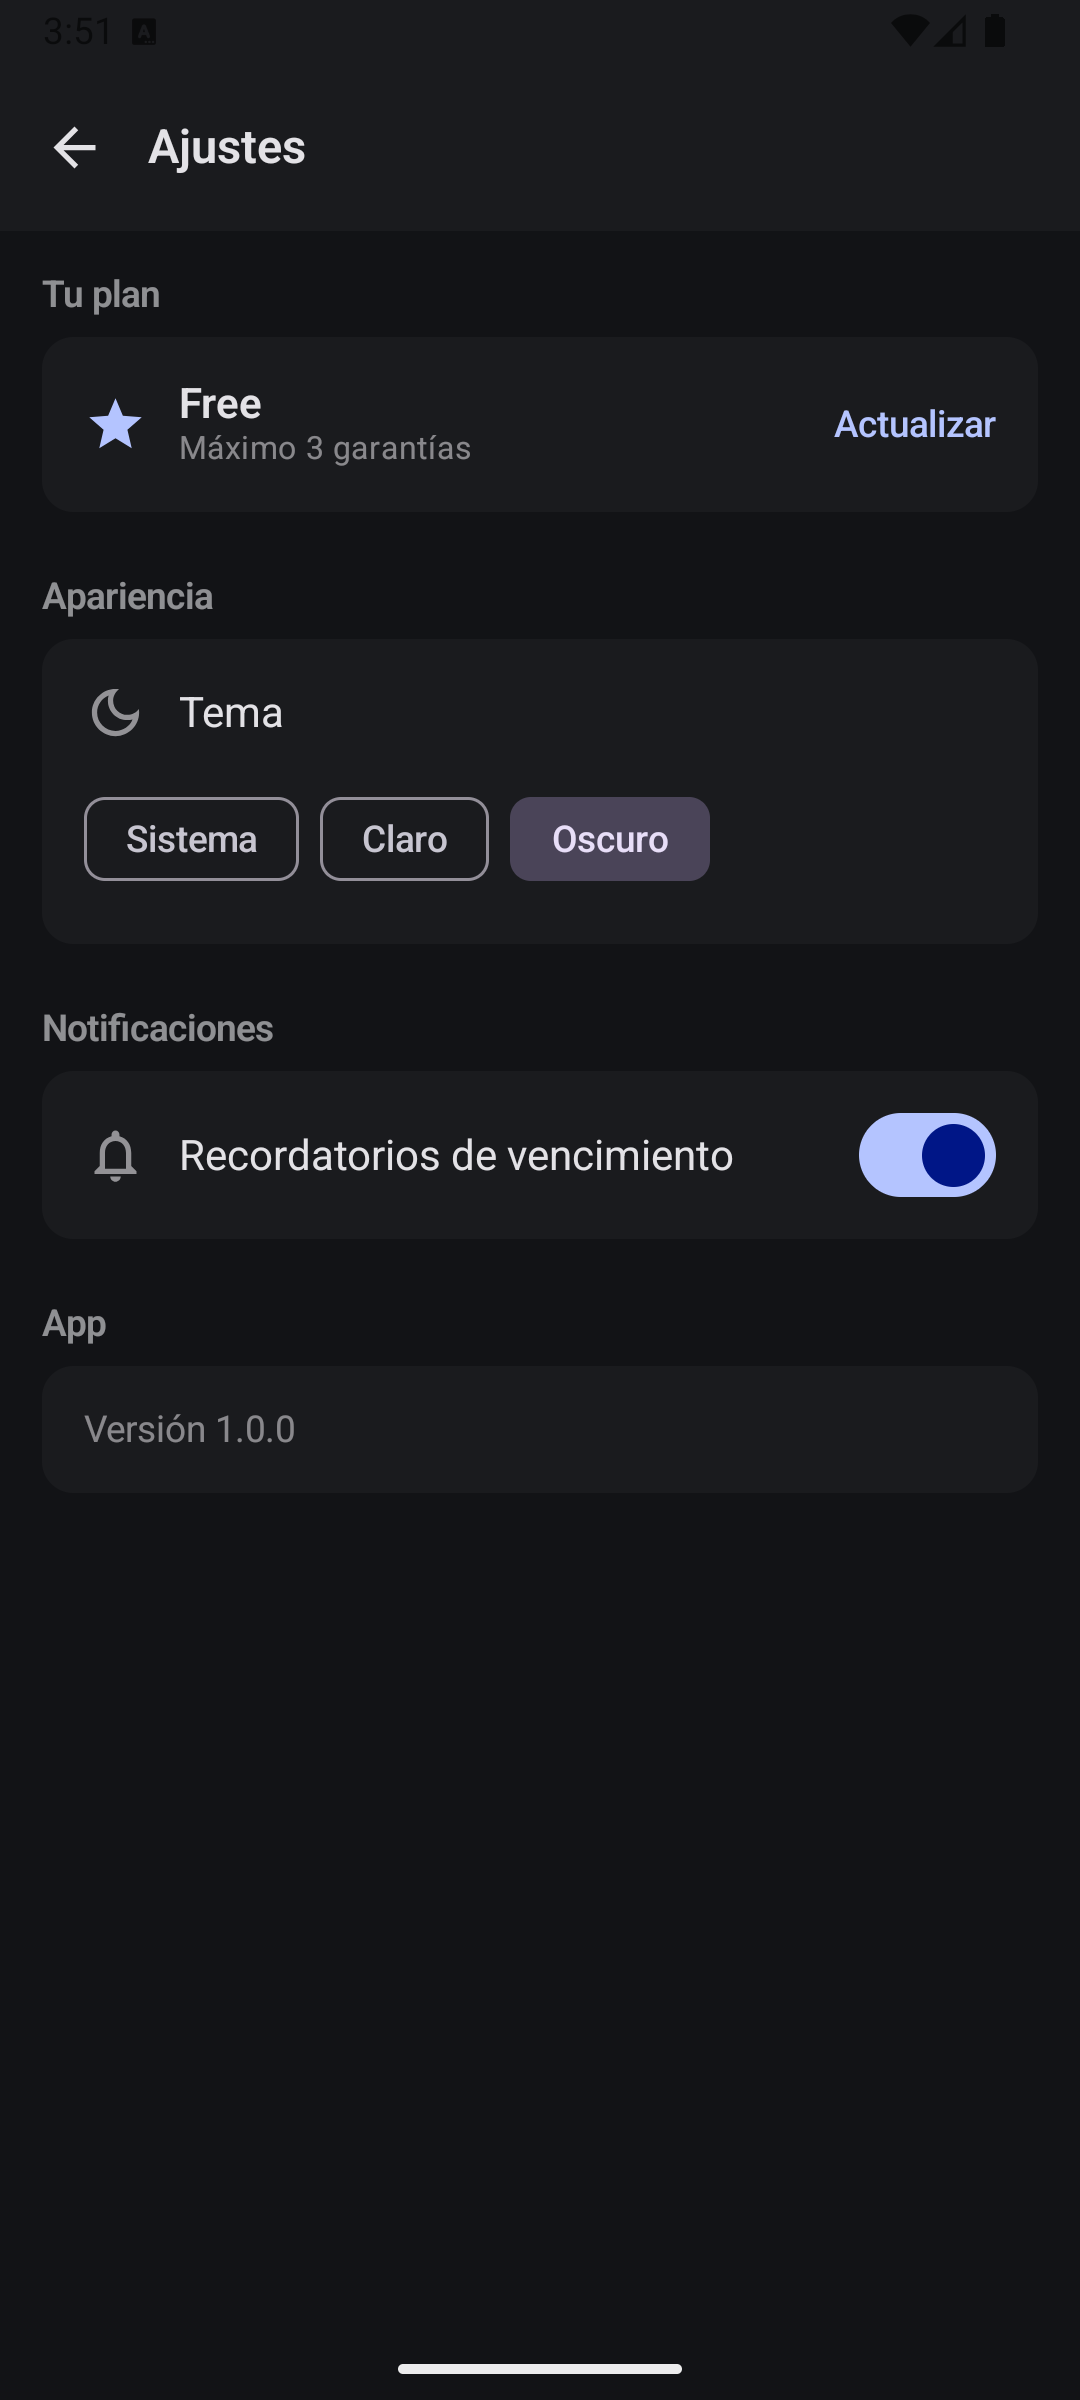 3:51
Ajustes
Tu plan
Free
Máximo 3 garantías
Actualizar
Apariencia
Tema
Sistema Claro Oscuro
Notificaciones
Recordatorios de vencimiento
App
Versión 1.0.0